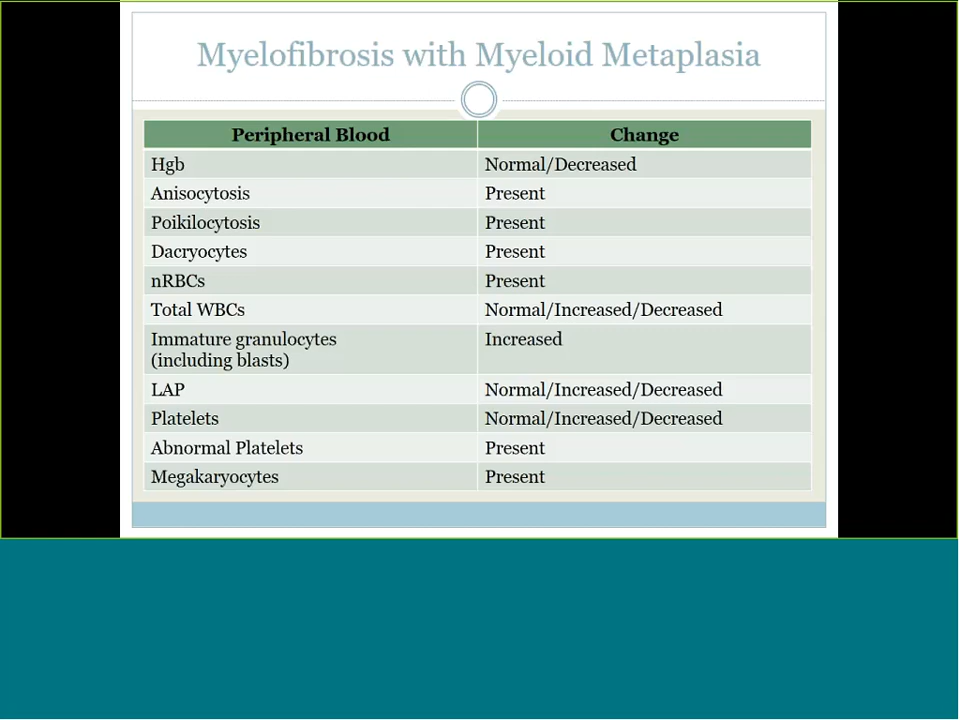 Myelofibrosis with Myeloid Metaplasia
Peripheral Blood Change
Hgb Normal/Decreased
Anisocytosis Present
Poikilocytosis Present
Dacryocytes Present
nRBCs Present
Total WBCs Normal/Increased/Decreased
Immature granulocytes Increased
(including blasts)
LAP Normal/Increased/Decreased
Platelets Normal/Increased/Decreased
Abnormal Platelets Present
Megakaryocytes Present